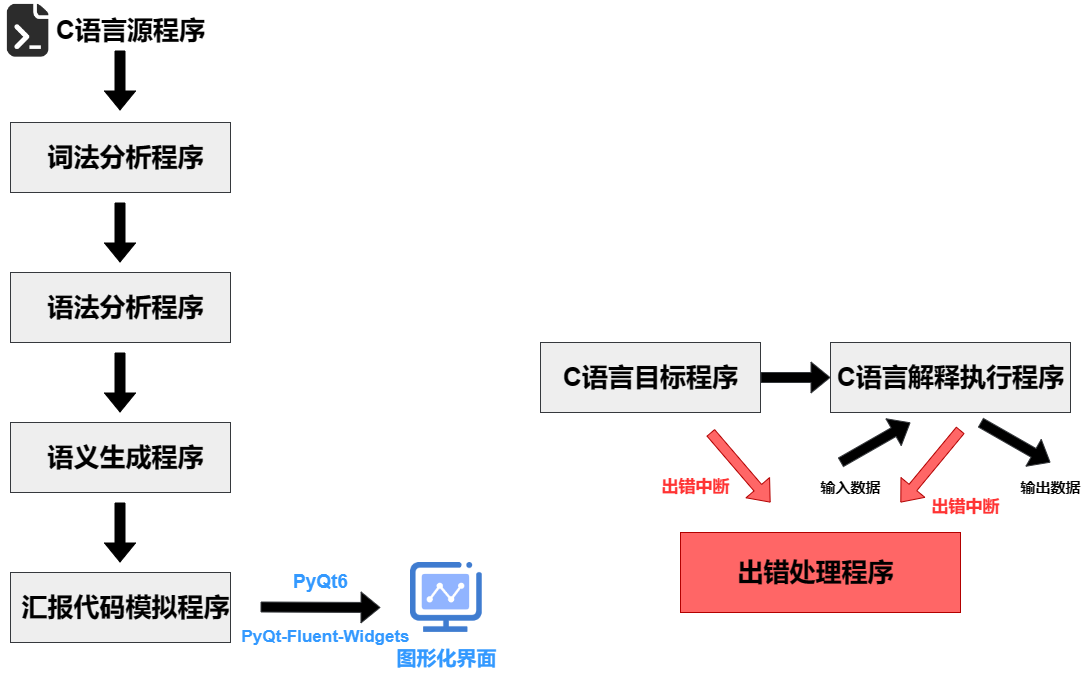 C语言源程序
词法分析程序
语法分析程序
语义生成程序
汇报代码模拟程序
PyQt6
PyQt-Fluent-Widgets
图形化界面
C语言目标程序
C语言解释执行程序
出错中断
输入数据
出错中断
输出数据
出错处理程序